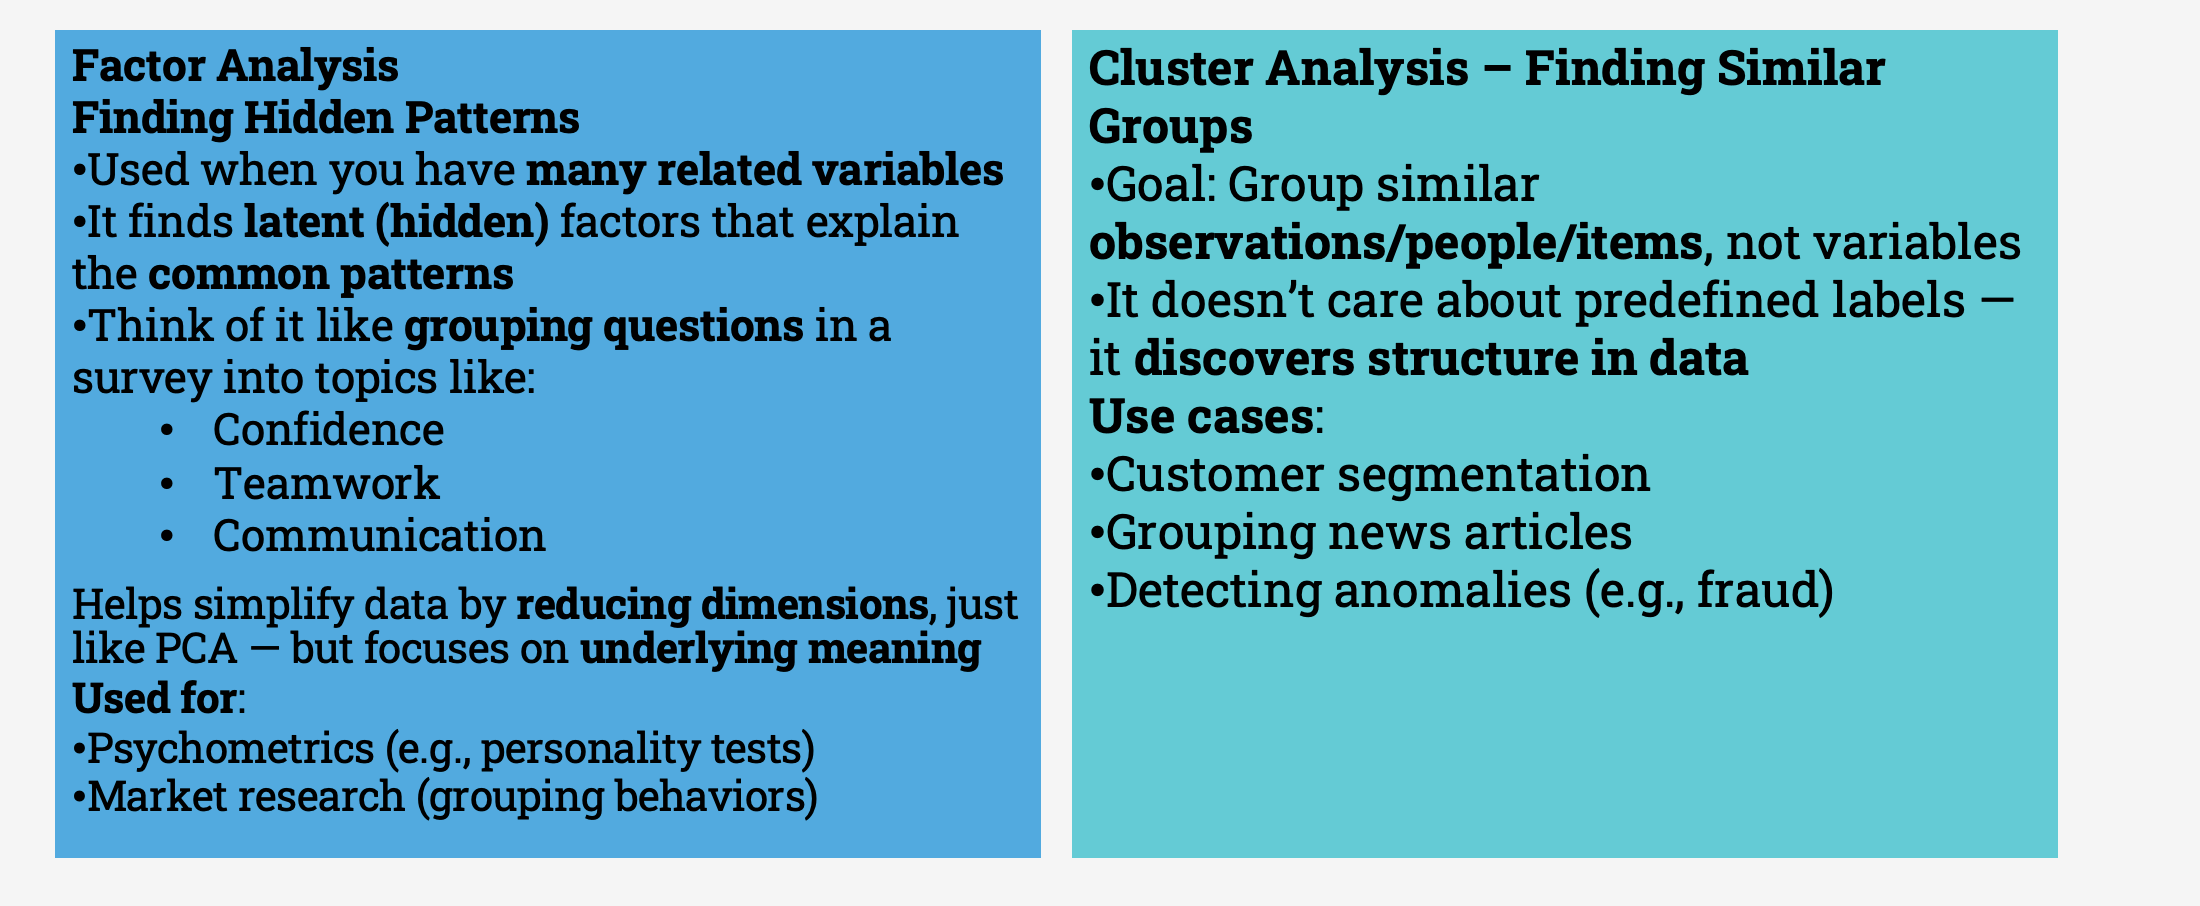 Factor Analysis
Finding Hidden Patterns
•Used when you have many related variables
•It finds latent (hidden) factors that explain
the common patterns
•Think of it like grouping questions in a
survey into topics like:
• Confidence
• Teamwork
• Communication
Helps simplify data by reducing dimensions, just
like PCA — but focuses on underlying meaning
Used for:
•Psychometrics (e.g., personality tests)
•Market research (grouping behaviors)
Cluster Analysis – Finding Similar
Groups
•Goal: Group similar
observations/people/items, not variables
•It doesn’t care about predefined labels —
it discovers structure in data
Use cases:
•Customer segmentation
•Grouping news articles
•Detecting anomalies (e.g., fraud)